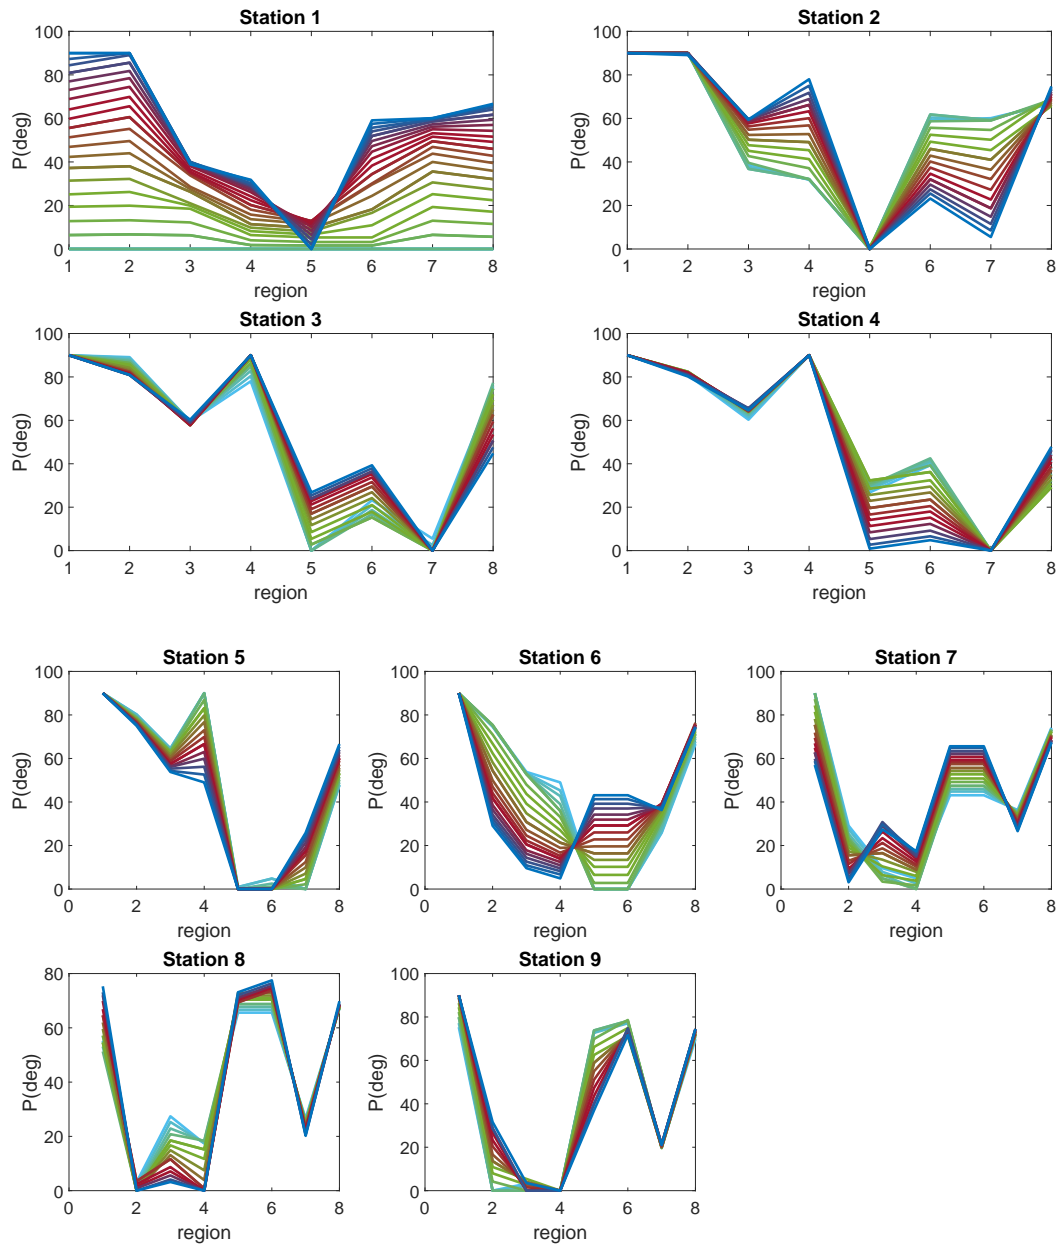 Station 1
100
80
60
40
20
0
P(deg)
1 2 3 4 5 6 7 8
region
Station 2
100
80
60
40
20
0
P(deg)
1 2 3 4 5 6 7 8
region
Station 3
100
80
60
40
20
0
P(deg)
1 2 3 4 5 6 7 8
region
Station 4
100
80
60
40
20
0
P(deg)
1 2 3 4 5 6 7 8
region
Station 5
100
80
60
40
20
0
P(deg)
0 2 4 6 8
region
Station 6
100
80
60
40
20
0
P(deg)
0 2 4 6 8
region
Station 7
100
80
60
40
20
0
P(deg)
0 2 4 6 8
region
Station 8
80
60
40
20
0
P(deg)
0 2 4 6 8
region
Station 9
100
80
60
40
20
0
P(deg)
0 2 4 6 8
region